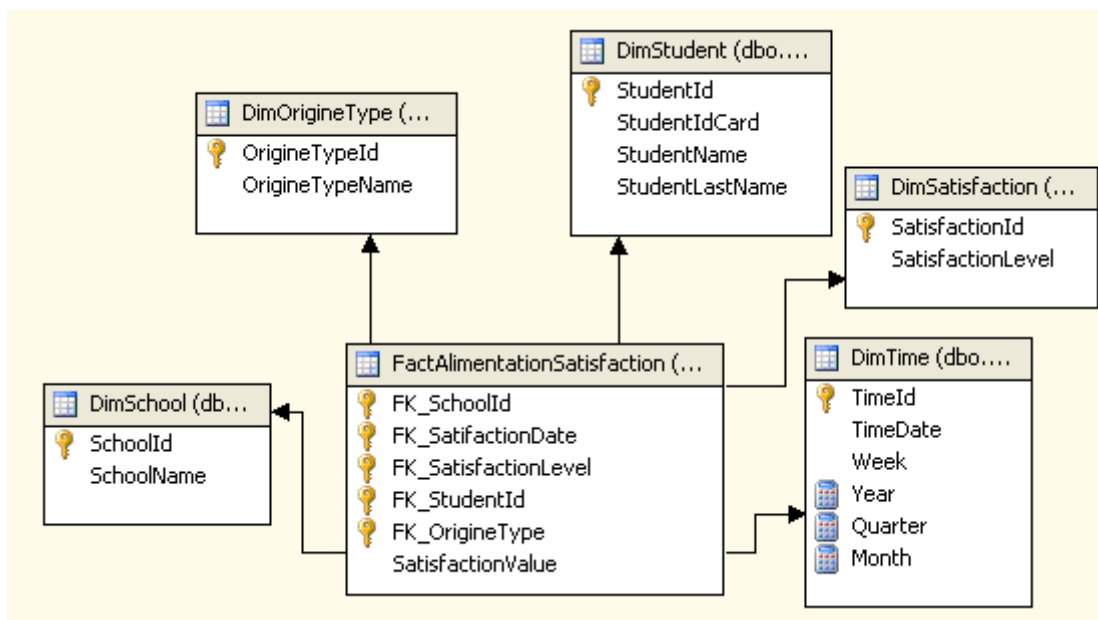 DimStudent (dbo....
StudentId
StudentIdCard
StudentName
StudentLastName
DimOrigineType (...
OrigineTypeId
OrigineTypeName
DimSatisfaction (...
SatisfactionId
SatisfactionLevel
FactAlimentationSatisfaction (...
FK_SchoolId
FK_SatifactionDate
FK_SatisfactionLevel
FK_StudentId
FK_OrigineType
SatisfactionValue
DimTime (dbo....
TimeId
TimeDate
Week
Year
Quarter
Month
DimSchool (db...
SchoolId
SchoolName